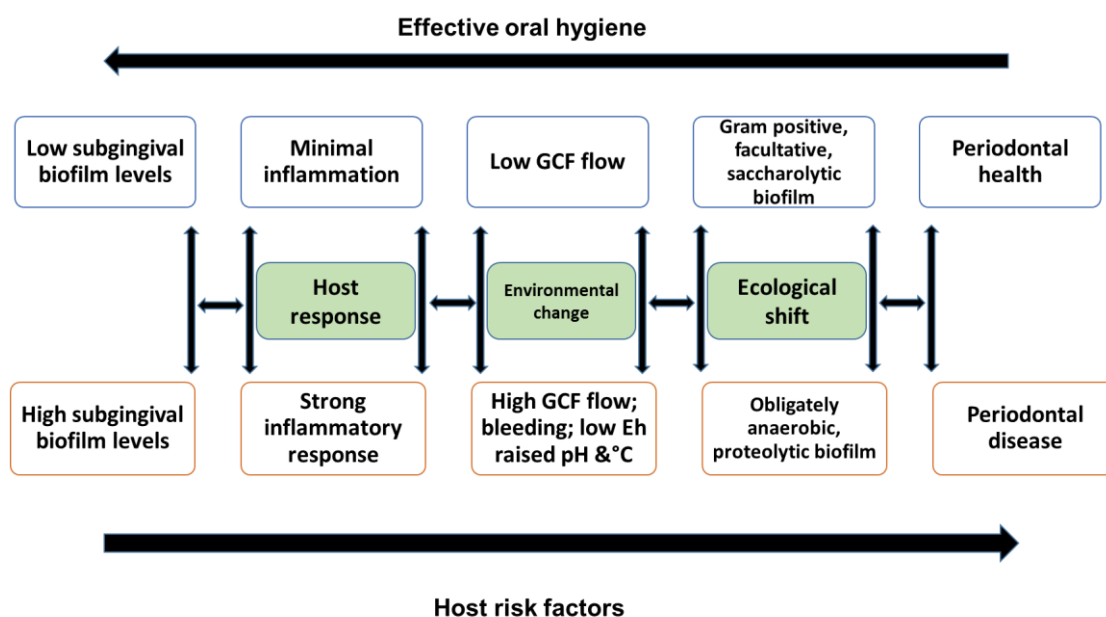 Effective oral hygiene
Low subgingival
biofilm levels
Minimal
inflammation
Low GCF flow
Gram positive,
facultative,
saccharolytic
biofilm
Periodontal
health
Host
response
Environmental
change
Ecological
shift
High subgingival
biofilm levels
Strong
inflammatory
response
High GCF flow;
bleeding; low Eh
raised pH &°C
Obligately
anaerobic,
proteolytic biofilm
Periodontal
disease
Host risk factors